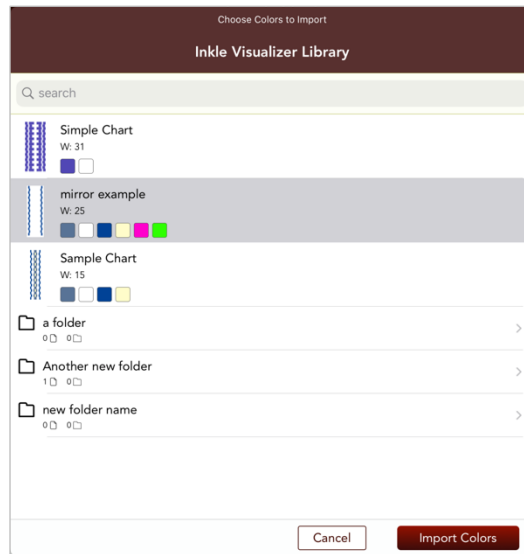 Choose Colors to Import
Inkle Visualizer Library
search
Simple Chart
W: 31
mirror example
W: 25
Sample Chart
W: 15
a folder
0 0
Another new folder
1 0
new folder name
0 0
Cancel Import Colors